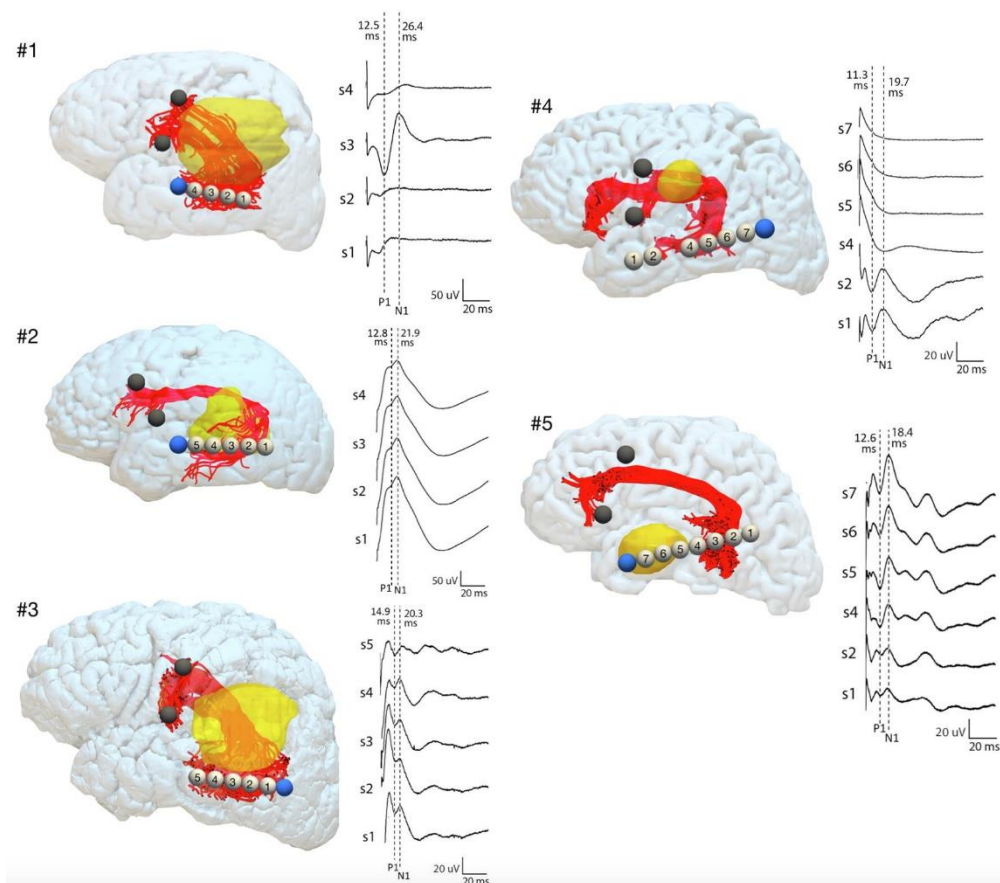 #1
12.5 ms
26.4 ms
s4
s3
s2
s1
4 3 2 1
P1
N1
50 uV
20 ms
#2
12.8 ms
21.9 ms
s4
s3
s2
s1
5 4 3 2 1
P1
N1
50 uV
20 ms
#3
14.9 ms
20.3 ms
s5
s4
s3
s2
s1
5 4 3 2 1
P1
N1
20 uV
20 ms
#4
11.3 ms
19.7 ms
s7
s6
s5
s4
s2
s1
1 2 4 5 6 7
P1
N1
20 uV
20 ms
#5
12.6 ms
18.4 ms
s7
s6
s5
s4
s2
s1
7 6 5 4 3 2 1
P1
N1
20 uV
20 ms